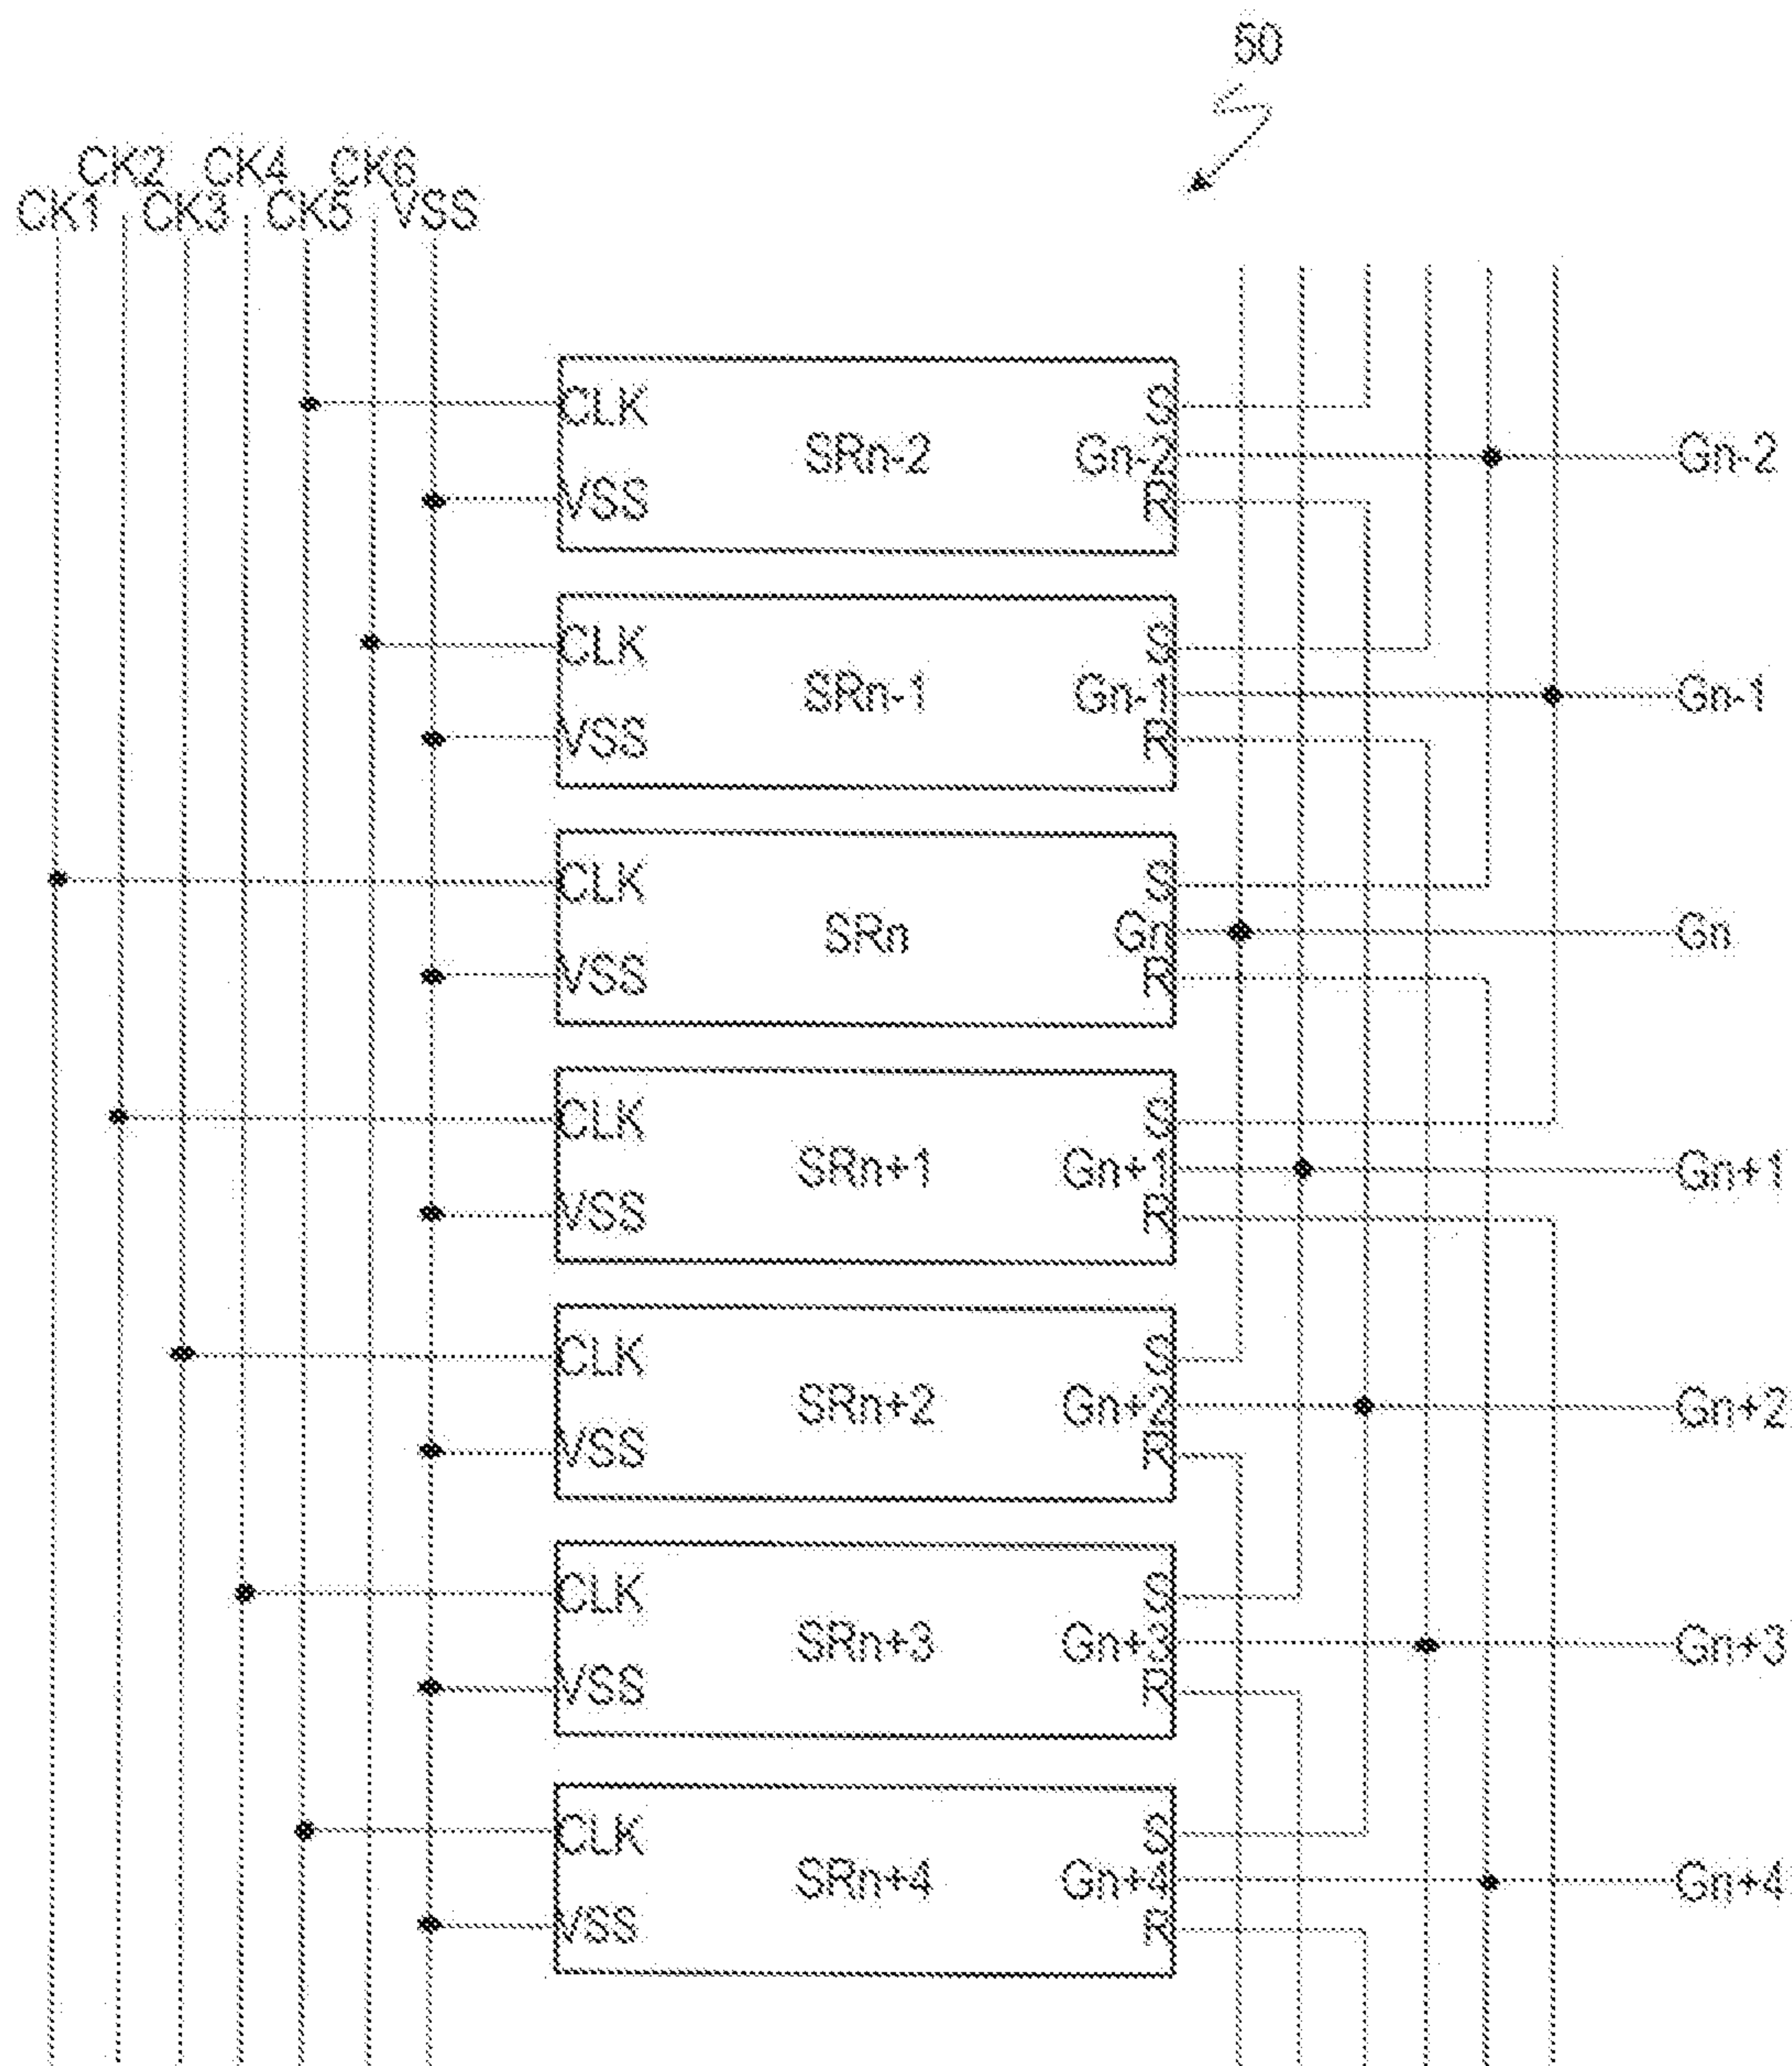 50
CK2 CK4 CK6
CK1 CK3 CK5 VSS
CLK S
SRn-2 Gn-2 Gn-2
VSS R
CLK S
SRn-1 Gn-1 Gn-1
VSS R
CLK S
SRn Gn Gn
VSS R
CLK S
SRn+1 Gn+1 Gn+1
VSS R
CLK S
SRn+2 Gn+2 Gn+2
VSS R
CLK S
SRn+3 Gn+3 Gn+3
VSS R
CLK S
SRn+4 Gn+4 Gn+4
VSS R